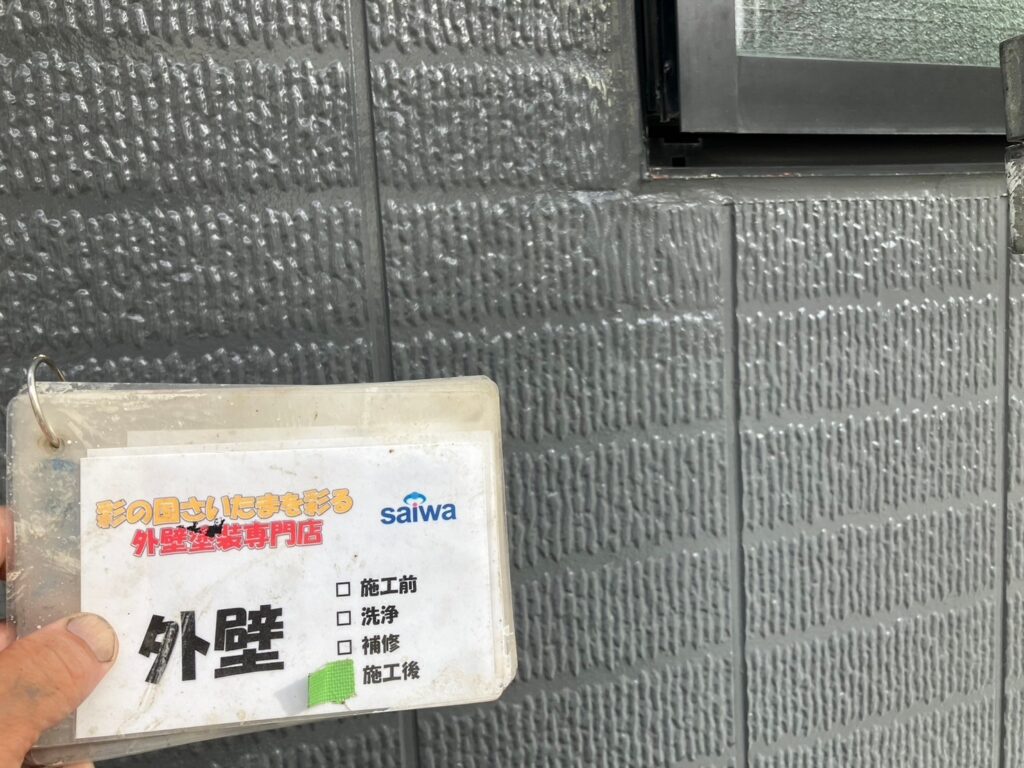 彩の国さいたまを彩る
外壁塗装専門店
saiwa
外壁
□ 施工前
□ 洗浄
□ 補修
施工後